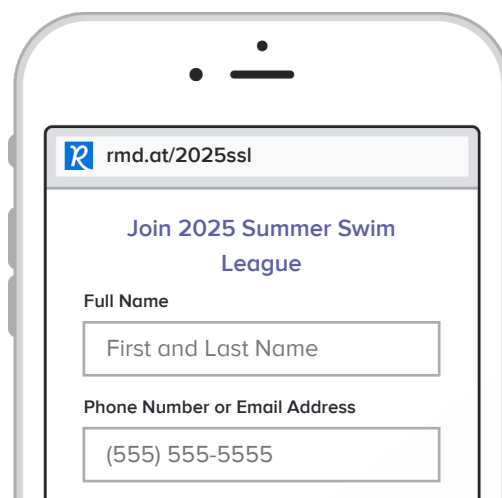 rmd.at/2025ssl
Join 2025 Summer Swim
League
Full Name
First and Last Name
Phone Number or Email Address
(555) 555-5555